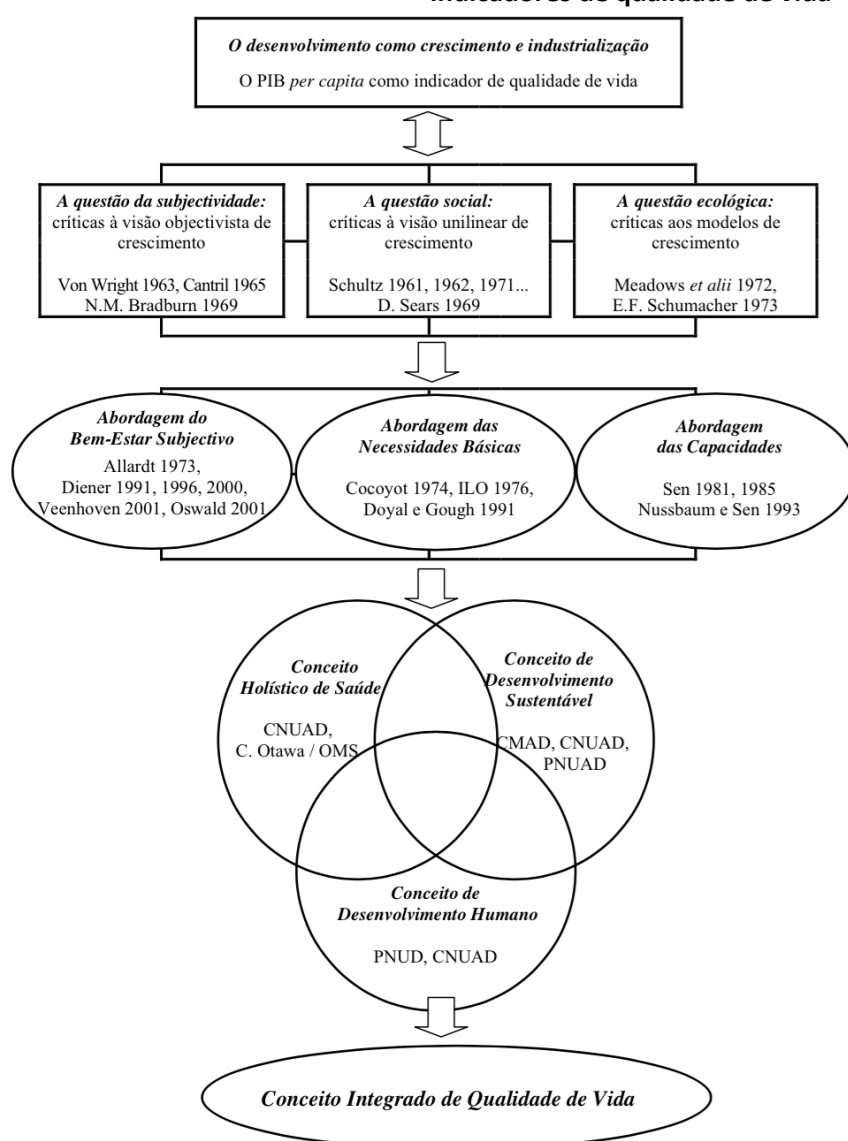 Indicadores de qualidade de vida
O desenvolvimento como crescimento e industrialização
O PIB per capita como indicador de qualidade de vida
A questão da subjectividade:
críticas à visão objectivista de
crescimento
Von Wright 1963, Cantril 1965
N.M. Bradburn 1969
A questão social:
críticas à visão unilinear de
crescimento
Schultz 1961, 1962, 1971...
D. Sears 1969
A questão ecológica:
críticas aos modelos de
crescimento
Meadows et alii 1972,
E.F. Schumacher 1973
Abordagem do
Bem-Estar Subjectivo
Allardt 1973,
Diener 1991, 1996, 2000,
Veenhoven 2001, Oswald 2001
Abordagem das
Necessidades Básicas
Cocoyot 1974, ILO 1976,
Doyal e Gough 1991
Abordagem
das Capacidades
Sen 1981, 1985
Nussbaum e Sen 1993
Conceito
Holístico de Saúde
CNUAD,
C. Otawa / OMS
Conceito de
Desenvolvimento
Sustentável
CMAD, CNUAD,
PNUAD
Conceito de
Desenvolvimento Humano
PNUD, CNUAD
Conceito Integrado de Qualidade de Vida